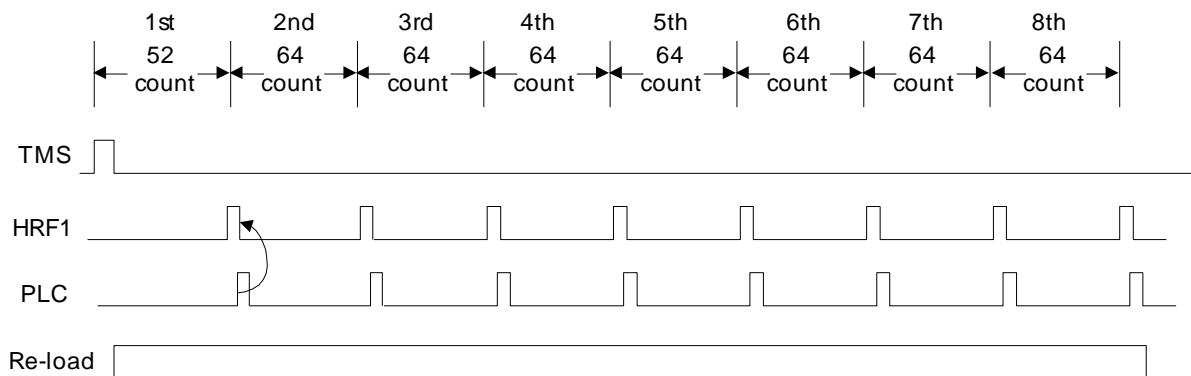 1st 2nd 3rd 4th 5th 6th 7th 8th
52 64 64 64 64 64 64 64
count count count count count count count count
TMS
HRF1
PLC
Re-load